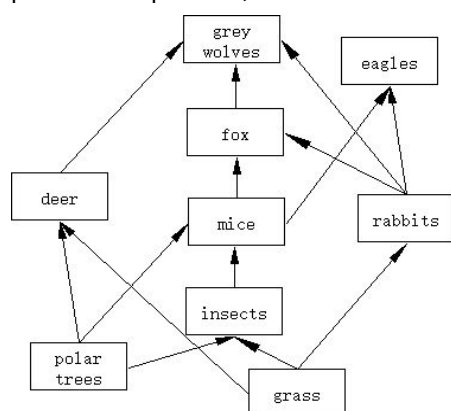 grey
wolves
eagles
fox
deer
mice
rabbits
insects
polar
trees
grass